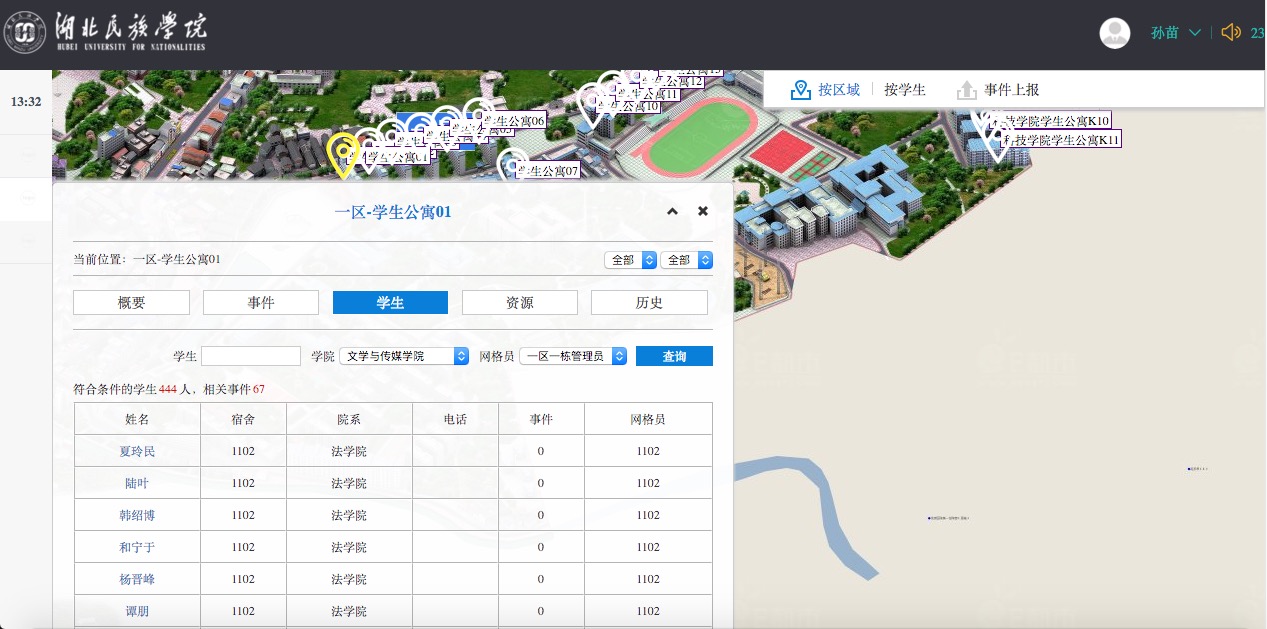 湖北民族學院
HUBEI UNIVERSITY FOR NATIONALITIES
孙苗
23
13:32
按区域 按学生 事件上报
学生公寓12
学生公寓11
学生公寓10
学生公寓06
学生公寓01
学生公寓07
科技学院学生公寓K10
科技学院学生公寓K11
一区-学生公寓01
当前位置：一区-学生公寓01 全部 全部
概要 事件 学生 资源 历史
学生 学院 文学与传媒学院 网格员 一区一栋管理员 查询
符合条件的学生444 人，相关事件67
姓名 宿舍 院系 电话 事件 网格员
夏玲民 1102 法学院 0 1102
陆叶 1102 法学院 0 1102
韩绍博 1102 法学院 0 1102
和宁于 1102 法学院 0 1102
杨晋峰 1102 法学院 0 1102
谭朋 1102 法学院 0 1102